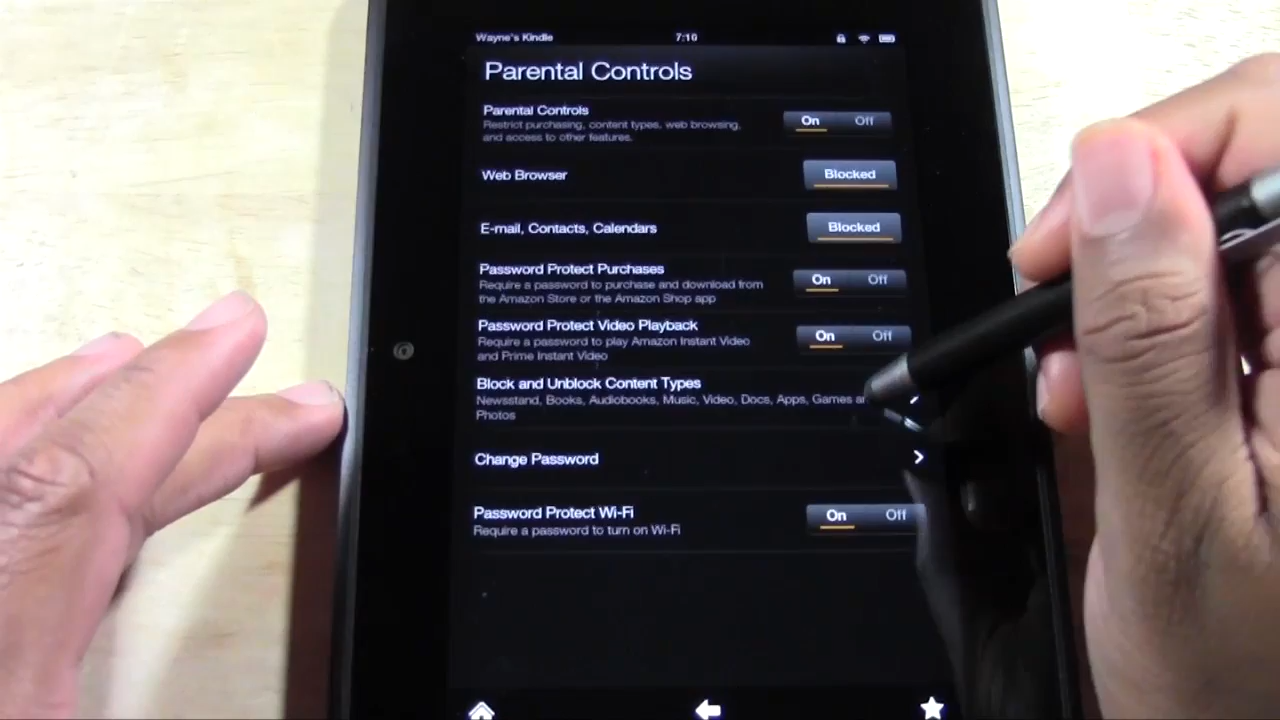 Wayne's Kindle 7:10
Parental Controls
Parental Controls
Restrict purchasing, content types, web browsing,
and access to other features.
On Off
Web Browser Blocked
E-mail, Contacts, Calendars Blocked
Password Protect Purchases
Require a password to purchase and download from
the Amazon Store or the Amazon Shop app
On Off
Password Protect Video Playback
Require a password to play Amazon Instant Video
and Prime Instant Video
On Off
Block and Unblock Content Types
Newsstand, Books, Audiobooks, Music, Video, Docs, Apps, Games
Photos
Change Password
Password Protect Wi-Fi
Require a password to turn on Wi-Fi
On Off